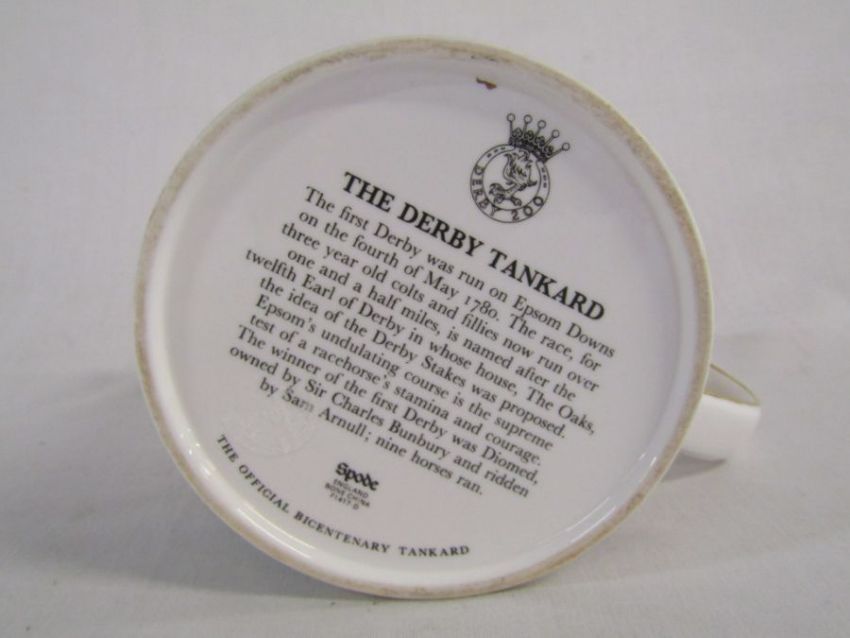 DERBY 200
THE DERBY TANKARD
The first Derby was run on Epsom Downs
on the fourth of May 1780. The race, for
three year old colts and fillies now run over
one and a half miles, is named after the
twelfth Earl of Derby in whose house, The Oaks,
the idea of the Derby Stakes was proposed.
Epsom's undulating course is the supreme
test of a racehorse's stamina and courage.
The winner of the first Derby was Diomed,
owned by Sir Charles Bunbury and ridden
by Sam Arnull; nine horses ran.
Spode
ENGLAND
BONE CHINA
F1417 D
THE OFFICIAL BICENTENARY TANKARD